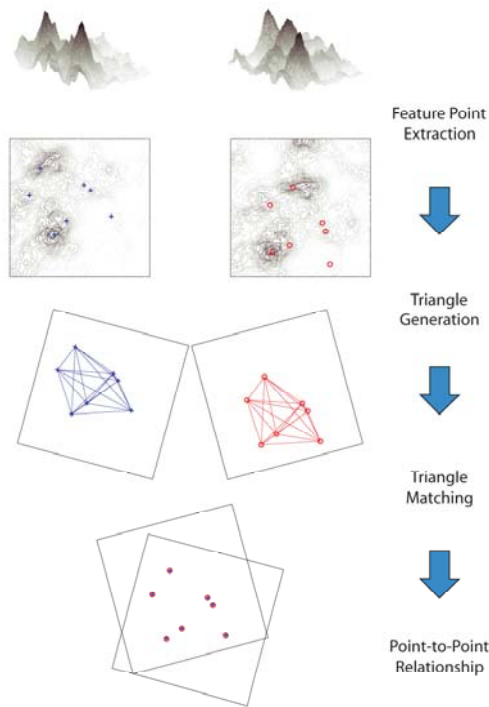 Feature Point
Extraction
Triangle
Generation
Triangle
Matching
Point-to-Point
Relationship